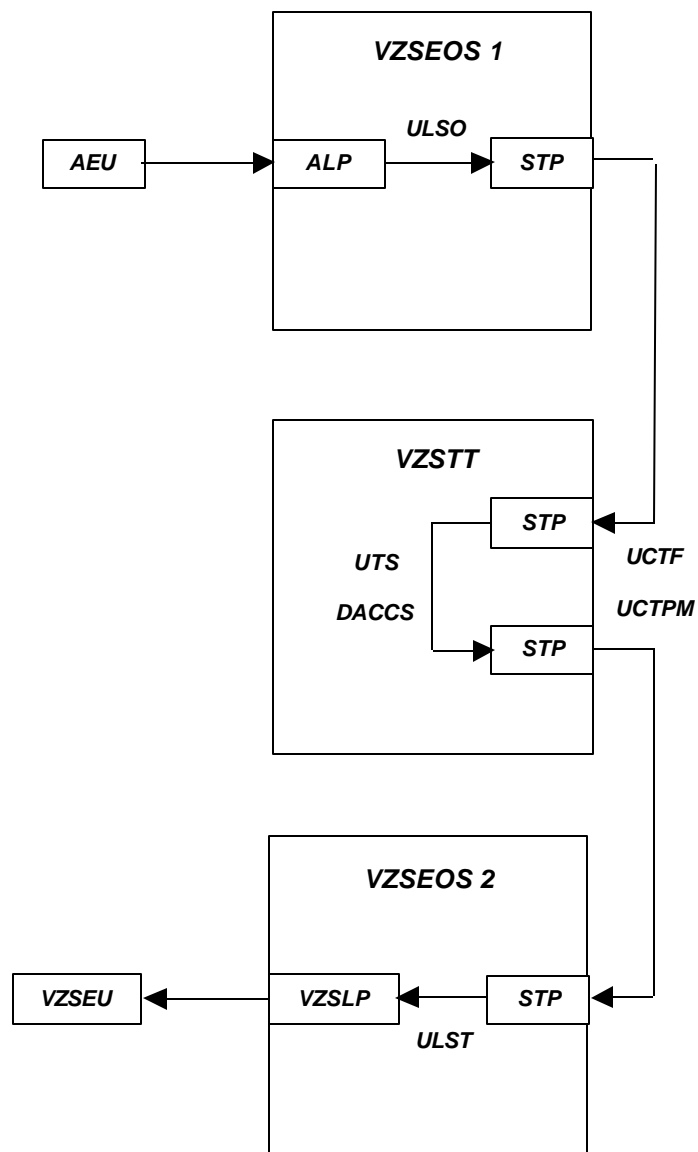 VZSEOS 1
ULSO
AEU
ALP
STP
VZSTT
STP
UTS
UCTF
DACCS
UCTPM
STP
VZSEOS 2
VZSEU
VZSLP
STP
ULST